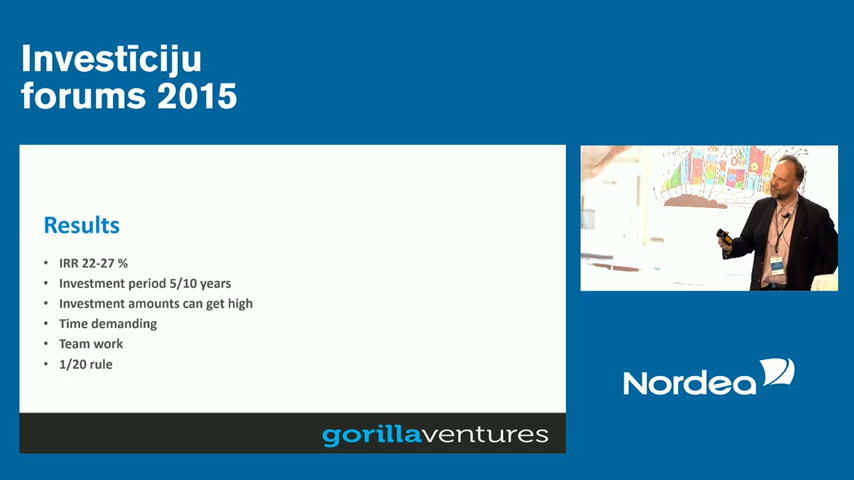 Investīciju
forums 2015
Results
• IRR 22-27 %
• Investment period 5/10 years
• Investment amounts can get high
• Time demanding
• Team work
• 1/20 rule
gorillaventures
Nordea